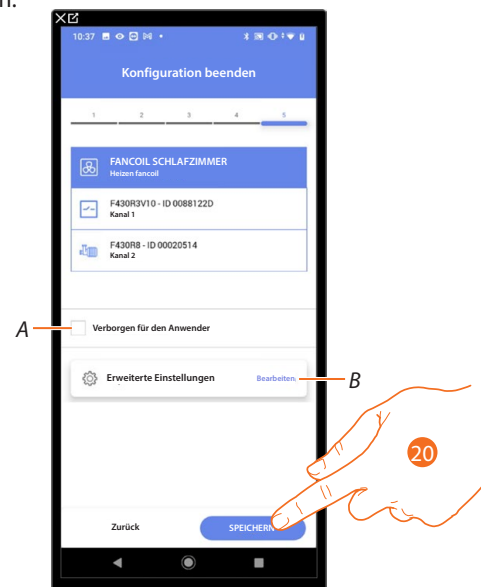 n.
10:37
Konfiguration beenden
1 2 3 4 5
FANCOIL SCHLAFZIMMER
Heizen fancoil
F430R3V10 - ID 0088122D
Kanal 1
F430R8 - ID 00020514
Kanal 2
A
Verborgen für den Anwender
Erweiterte Einstellungen
Bearbeiten
B
20
Zurück
SPEICHERN